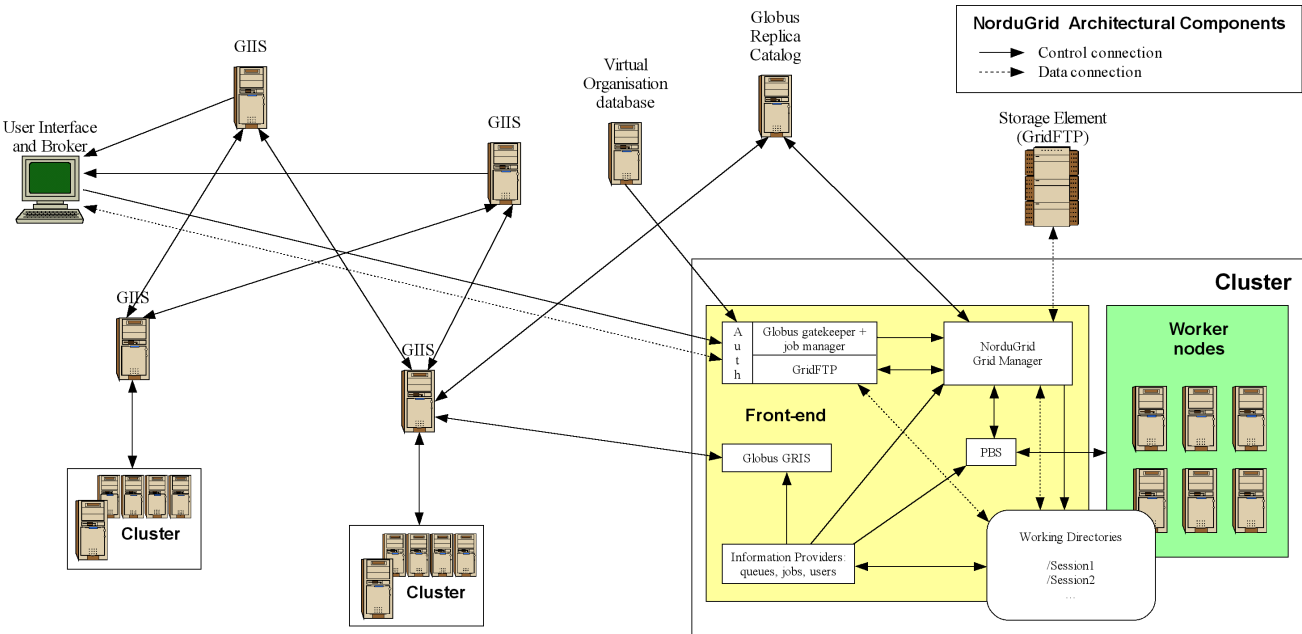 NorduGrid Architectural Components
Control connection
Data connection
Globus
Replica
Catalog
GIIS
Virtual
Organisation
database
User Interface
and Broker
GIIS
Storage Element
(GridFTP)
GIIS
GIIS
Cluster
A
u
t
h
Globus gatekeeper +
job manager
GridFTP
NorduGrid
Grid Manager
Worker
nodes
Front-end
Globus GRIS
PBS
Cluster
Cluster
Information Providers:
queues, jobs, users
Working Directories
/Session1
/Session2
...